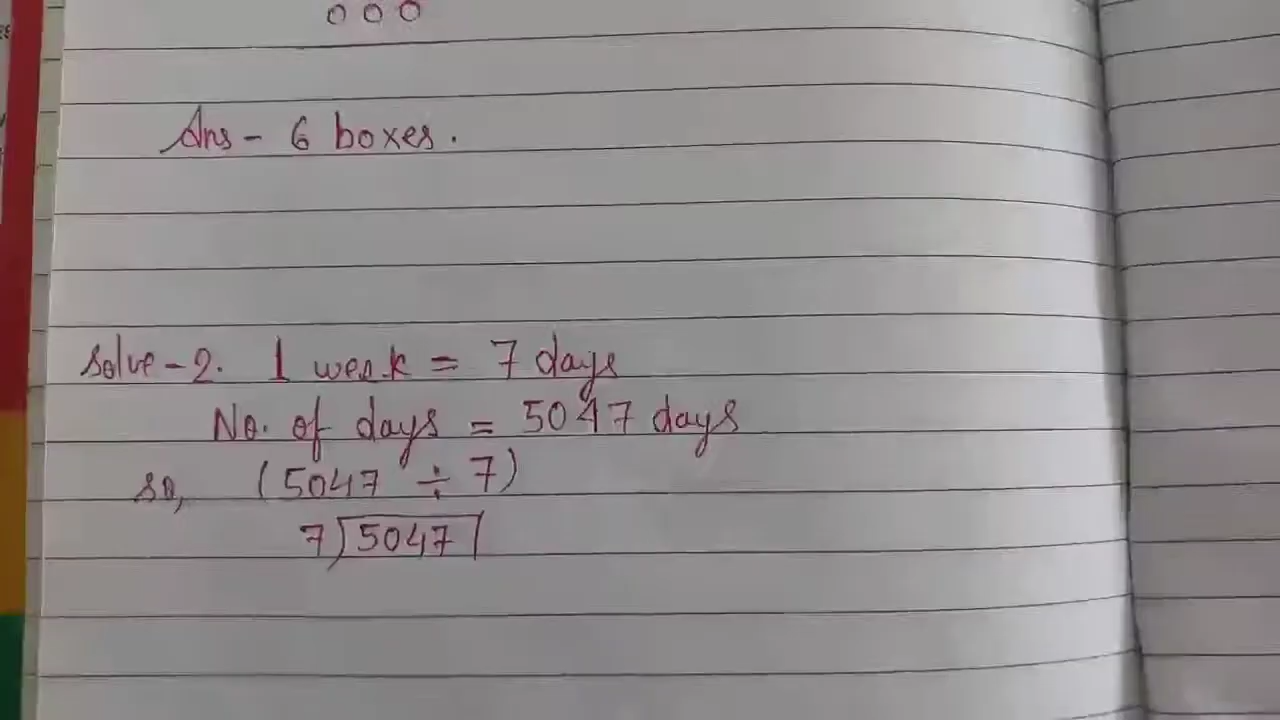 000
Ans - 6 boxes.
Solve-2. 1 week = 7 days
No. of days = 5047 days
so, (5047 ÷ 7)
7)5047